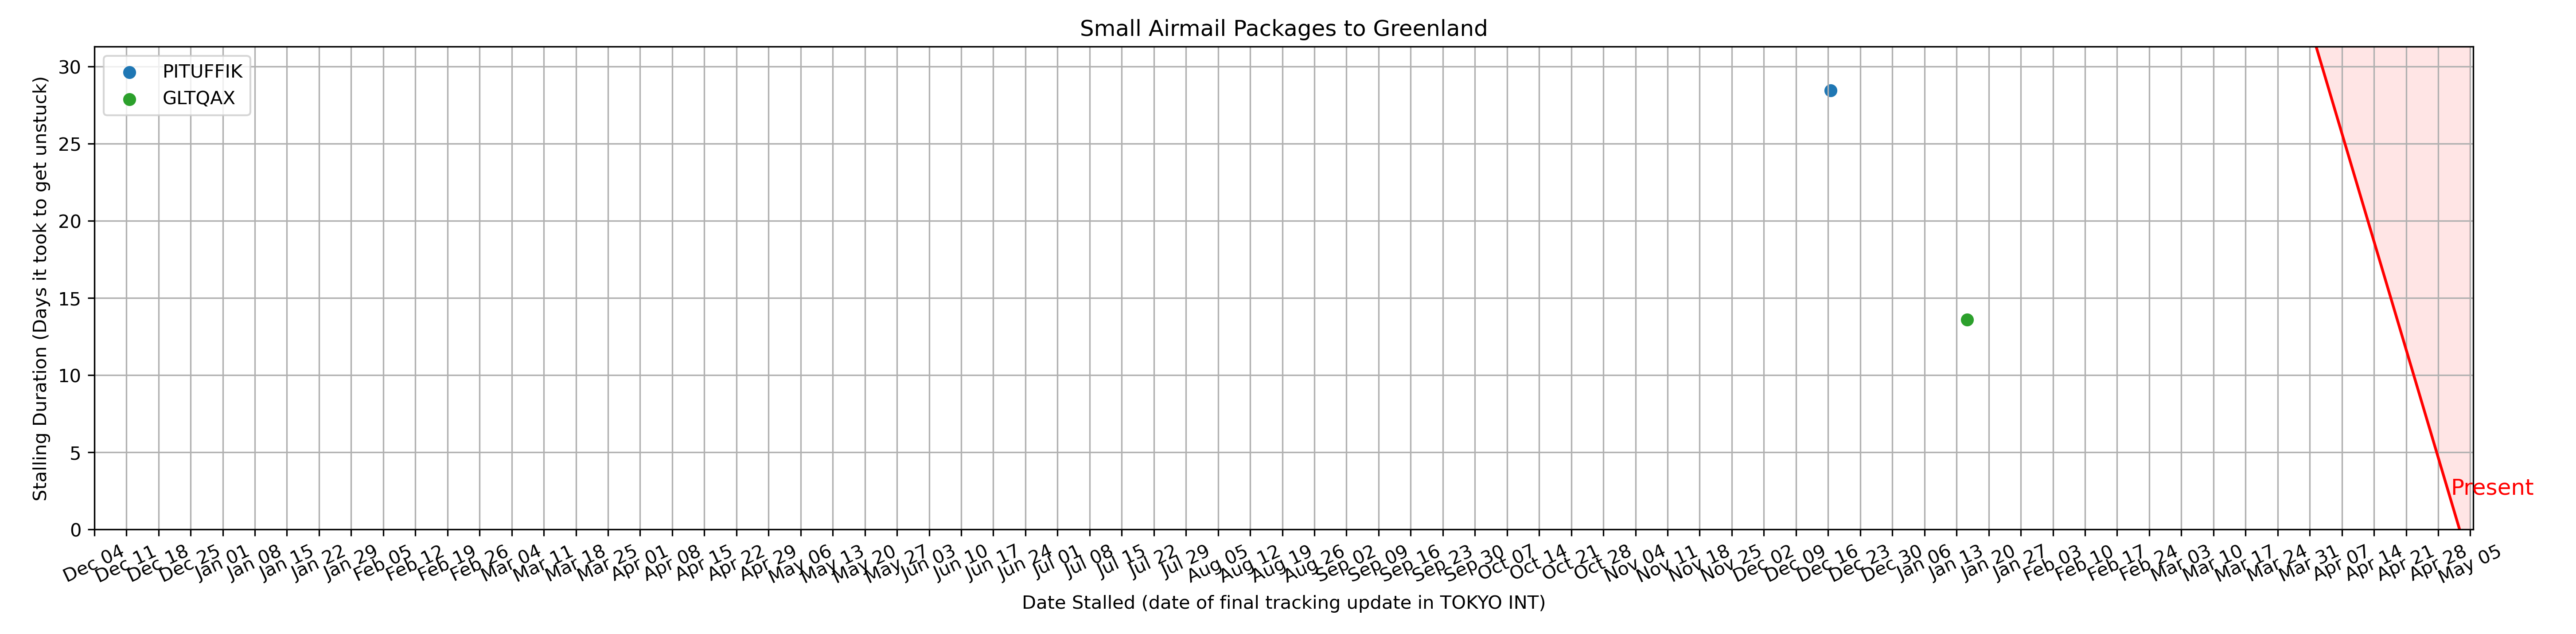 Small Airmail Packages to Greenland
PITUFFIK
GLTQAX
Stalling Duration (Days it took to get unstuck)
30
25
20
15
10
5
0
Present
Dec 04 Dec 11 Dec 18 Dec 25 Jan 01 Jan 08 Jan 15 Jan 22 Jan 29 Feb 05 Feb 12 Feb 19 Feb 26 Mar 04 Mar 11 Mar 18 Mar 25 Apr 01 Apr 08 Apr 15 Apr 22 Apr 29 May 06 May 13 May 20 May 27 Jun 03 Jun 10 Jun 17 Jun 24 Jul 01 Jul 08 Jul 15 Jul 22 Jul 29 Aug 05 Aug 12 Aug 19 Aug 26 Sep 02 Sep 09 Sep 16 Sep 23 Sep 30 Oct 07 Oct 14 Oct 21 Oct 28 Nov 04 Nov 11 Nov 18 Nov 25 Dec 02 Dec 09 Dec 16 Dec 23 Dec 30 Jan 06 Jan 13 Jan 20 Jan 27 Feb 03 Feb 10 Feb 17 Feb 24 Mar 03 Mar 10 Mar 17 Mar 24 Mar 31 Apr 07 Apr 14 Apr 21 Apr 28 May 05
Date Stalled (date of final tracking update in TOKYO INT)